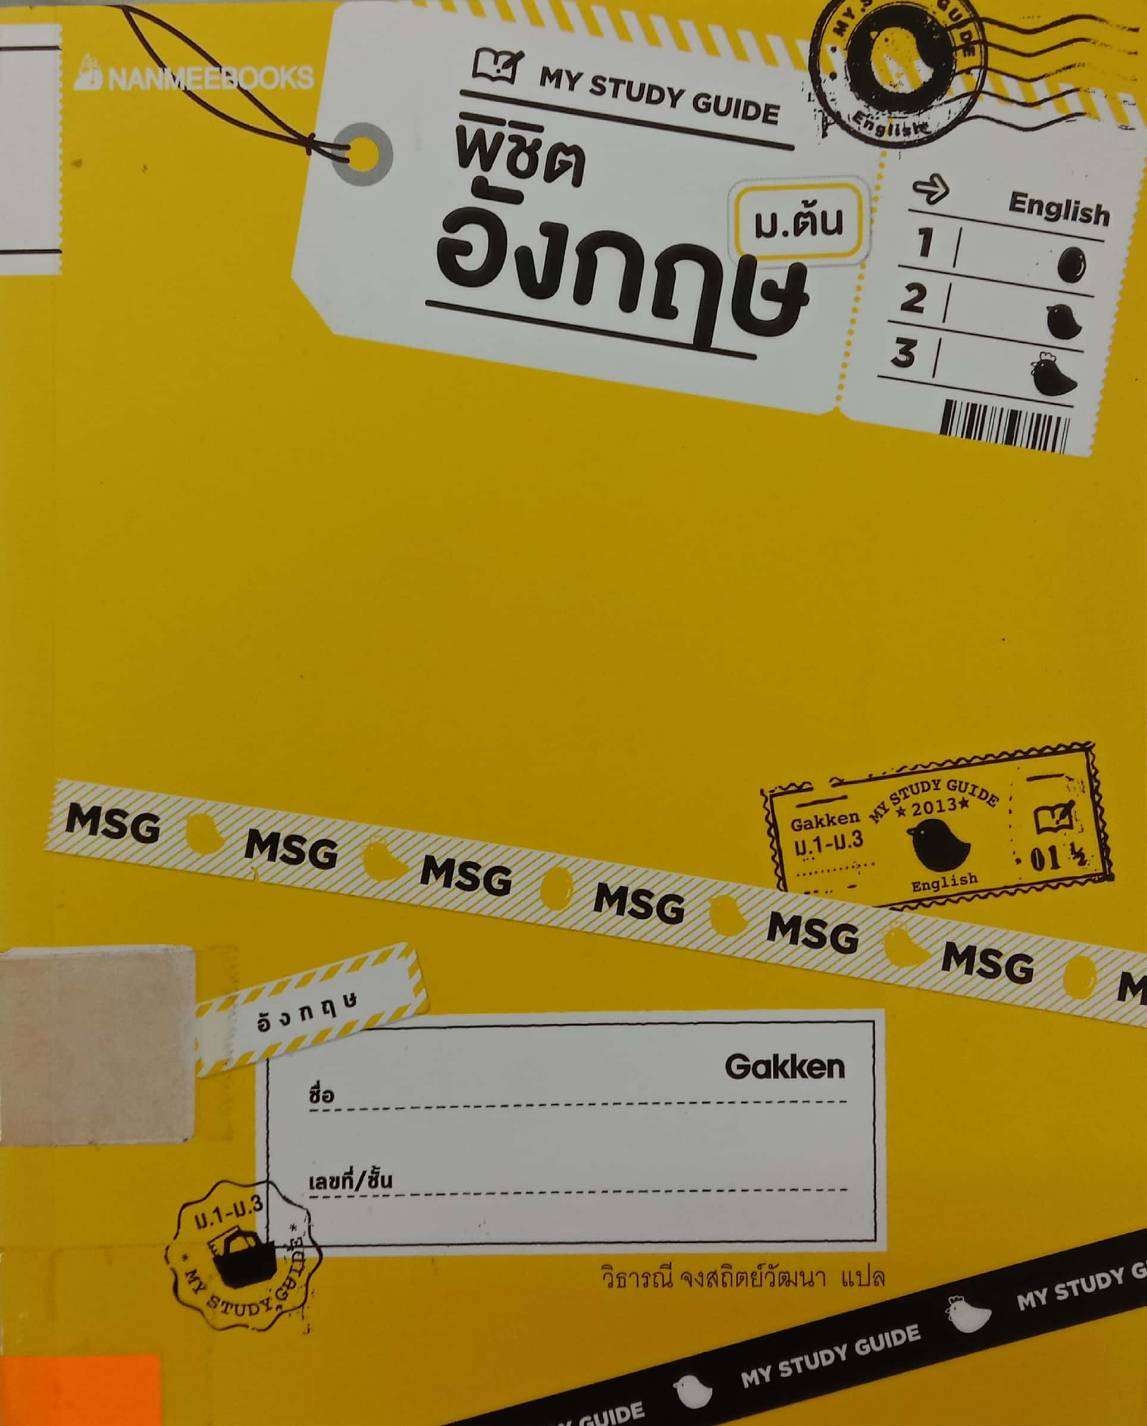 NANMEEBOOKS
MY STUDY GUIDE
พิชิต
อังกฤษ
ม.ต้น
English
English
1
2
3
Gakken
ม.1-ม.3
MY STUDY GUIDE
2013
English
01 ½
MSG MSG MSG MSG MSG MSG
อังกฤษ
Gakken
ชื่อ
เลขที่/ชั้น
ม.1-ม.3
MY STUDY GUIDE
วิธารณี จงสถิตย์วัฒนา แปล
GUIDE MY STUDY GUIDE MY STUDY